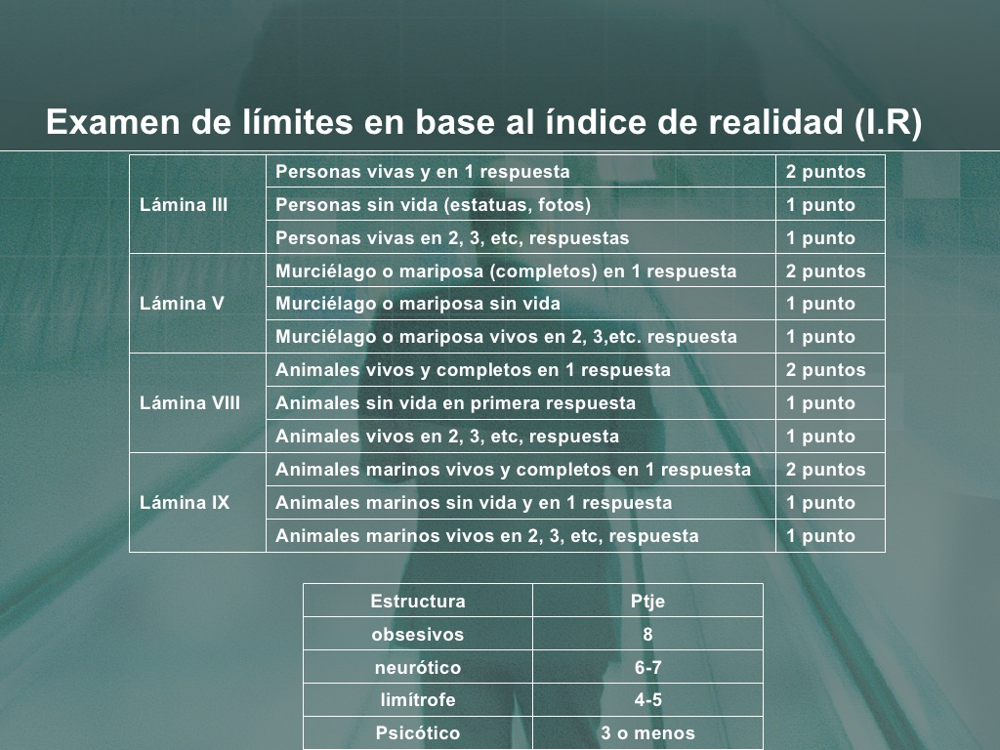 Examen de límites en base al índice de realidad (I.R)
Lámina III
Personas vivas y en 1 respuesta 2 puntos
Personas sin vida (estatuas, fotos) 1 punto
Personas vivas en 2, 3, etc, respuestas 1 punto
Lámina V
Murciélago o mariposa (completos) en 1 respuesta 2 puntos
Murciélago o mariposa sin vida 1 punto
Murciélago o mariposa vivos en 2, 3,etc. respuesta 1 punto
Lámina VIII
Animales vivos y completos en 1 respuesta 2 puntos
Animales sin vida en primera respuesta 1 punto
Animales vivos en 2, 3, etc, respuesta 1 punto
Lámina IX
Animales marinos vivos y completos en 1 respuesta 2 puntos
Animales marinos sin vida y en 1 respuesta 1 punto
Animales marinos vivos en 2, 3, etc, respuesta 1 punto
Estructura Ptje
obsesivos 8
neurótico 6-7
limítrofe 4-5
Psicótico 3 o menos